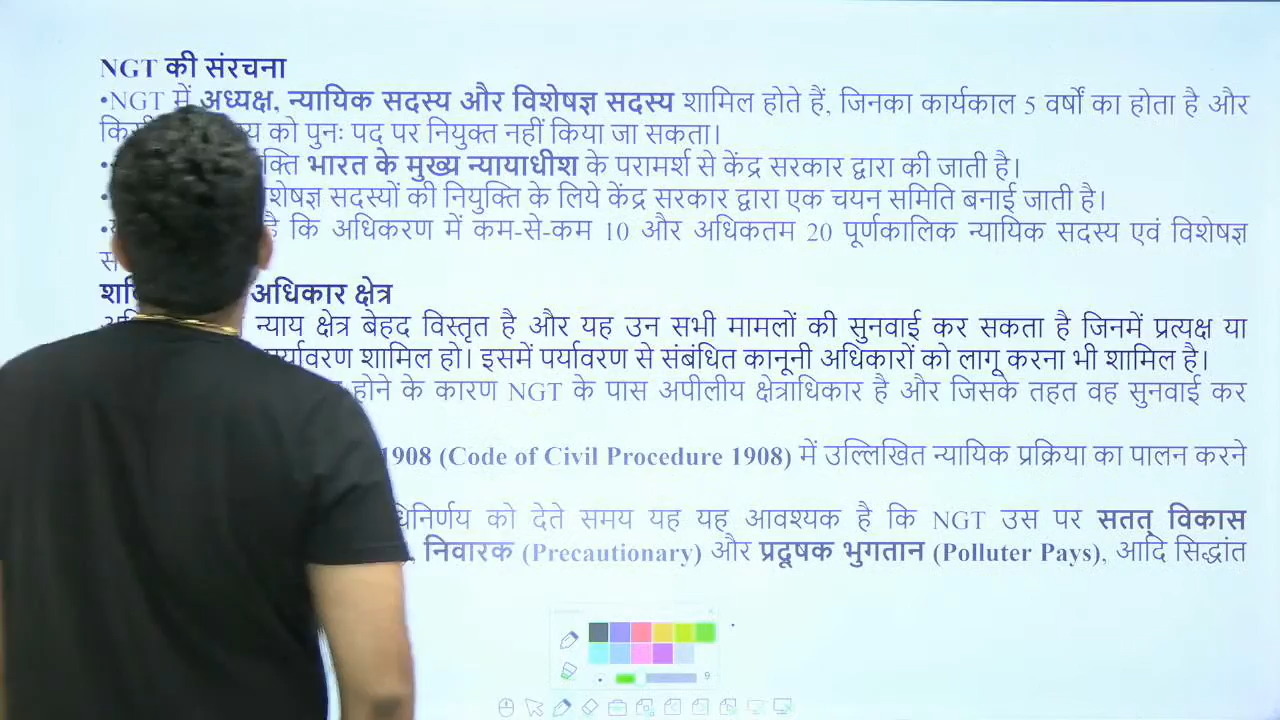 NGT की संरचना
•NGT में अध्यक्ष, न्यायिक सदस्य और विशेषज्ञ सदस्य शामिल होते हैं, जिनका कार्यकाल 5 वर्षों का होता है और
को पुनः पद पर नियुक्त नहीं किया जा सकता।
भारत के मुख्य न्यायाधीश के परामर्श से केंद्र सरकार द्वारा की जाती है।
सदस्यों की नियुक्ति के लिये केंद्र सरकार द्वारा एक चयन समिति बनाई जाती है।
है कि अधिकरण में कम-से-कम 10 और अधिकतम 20 पूर्णकालिक न्यायिक सदस्य एवं विशेषज्ञ
अधिकार क्षेत्र
न्याय क्षेत्र बेहद विस्तृत है और यह उन सभी मामलों की सुनवाई कर सकता है जिनमें प्रत्यक्ष या
शामिल हो। इसमें पर्यावरण से संबंधित कानूनी अधिकारों को लागू करना भी शामिल है।
होने के कारण NGT के पास अपीलीय क्षेत्राधिकार है और जिसके तहत वह सुनवाई कर
1908 (Code of Civil Procedure 1908) में उल्लिखित न्यायिक प्रक्रिया का पालन करने
को देते समय यह यह आवश्यक है कि NGT उस पर सतत् विकास
निवारक (Precautionary) और प्रदूषक भुगतान (Polluter Pays), आदि सिद्धांत
9